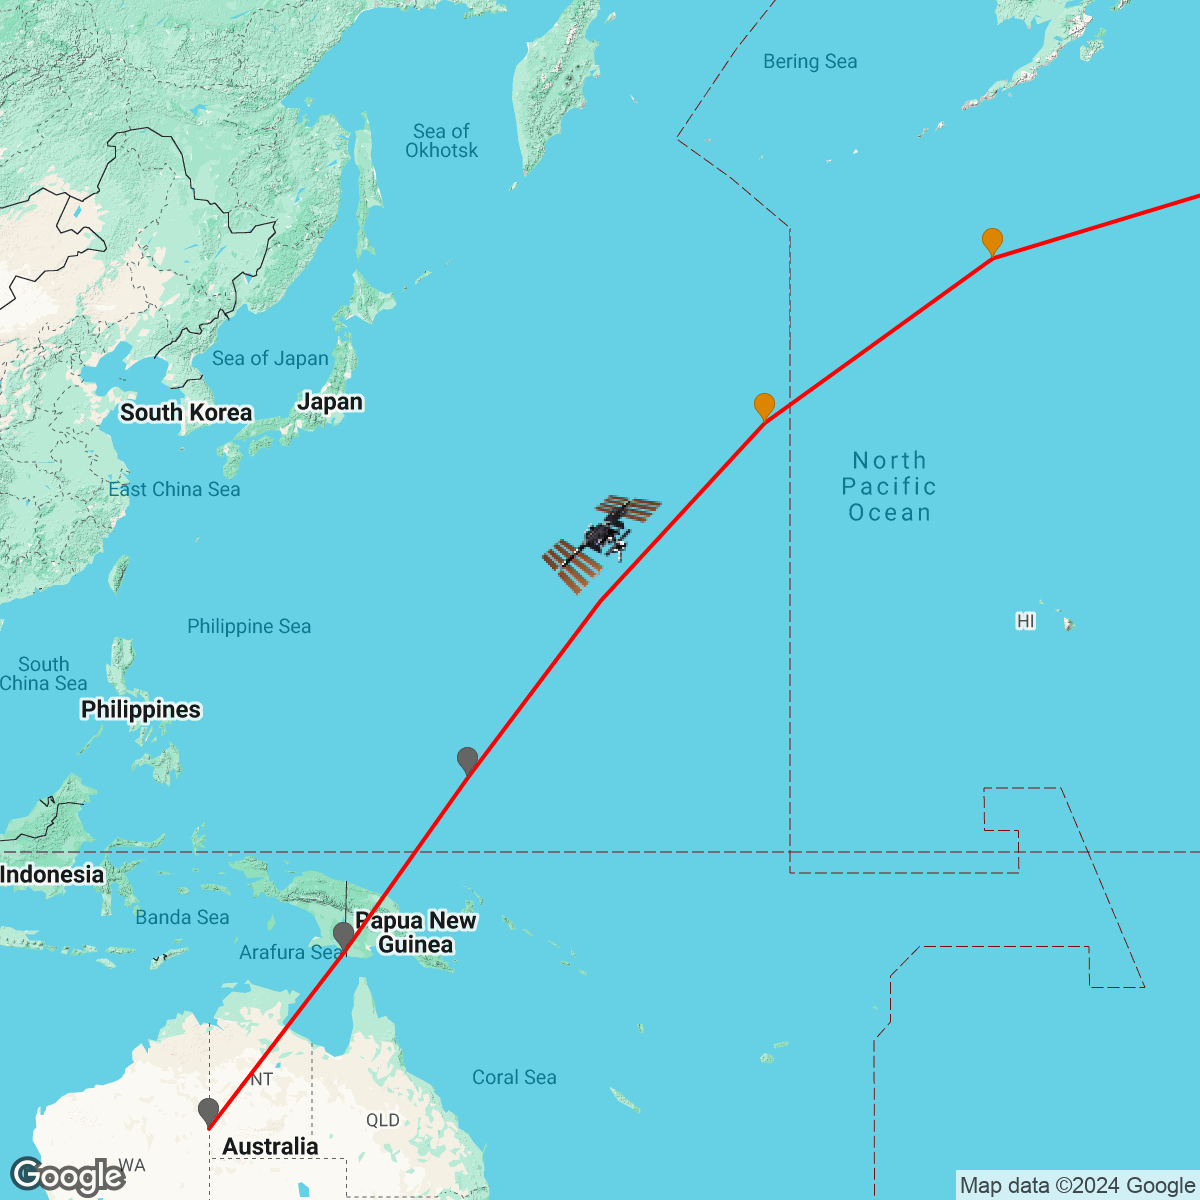 Bering Sea
Sea of
Okhotsk
Sea of Japan
South Korea
Japan
North
Pacific
Ocean
East China Sea
Philippine Sea
HI
South
China Sea
Philippines
Indonesia
Banda Sea
Papua New
Guinea
Arafura Sea
Coral Sea
NT
QLD
Australia
WA
Google
Map data ©2024 Google